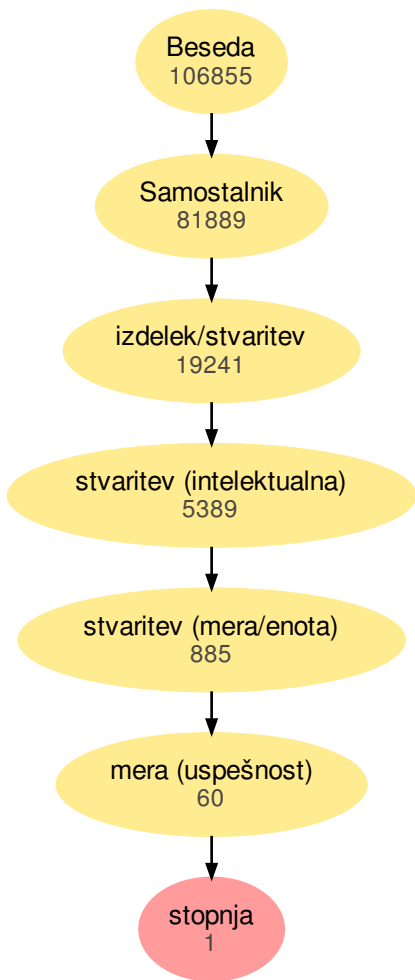 Beseda
106855
Samostalnik
81889
izdelek/stvaritev
19241
stvaritev (intelektualna)
5389
stvaritev (mera/enota)
885
mera (uspešnost)
60
stopnja
1